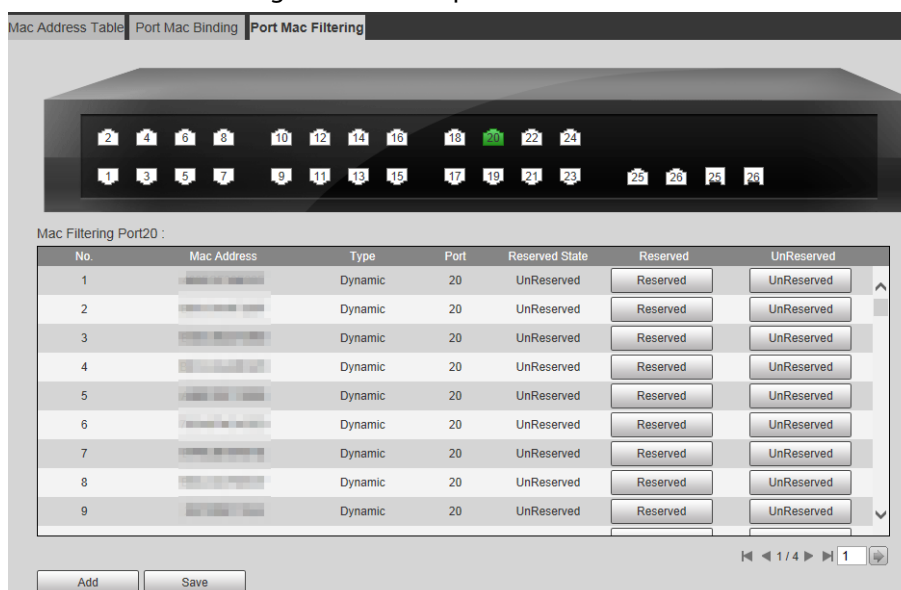 Mac Address Table Port Mac Binding Port Mac Filtering
2 4 6 8 10 12 14 16 18 20 22 24
1 3 5 7 9 11 13 15 17 19 21 23 25 26 25 26
Mac Filtering Port20 :
No. Mac Address Type Port Reserved State Reserved UnReserved
1 Dynamic 20 UnReserved Reserved UnReserved
2 Dynamic 20 UnReserved Reserved UnReserved
3 Dynamic 20 UnReserved Reserved UnReserved
4 Dynamic 20 UnReserved Reserved UnReserved
5 Dynamic 20 UnReserved Reserved UnReserved
6 Dynamic 20 UnReserved Reserved UnReserved
7 Dynamic 20 UnReserved Reserved UnReserved
8 Dynamic 20 UnReserved Reserved UnReserved
9 Dynamic 20 UnReserved Reserved UnReserved
1 / 4 1
Add Save